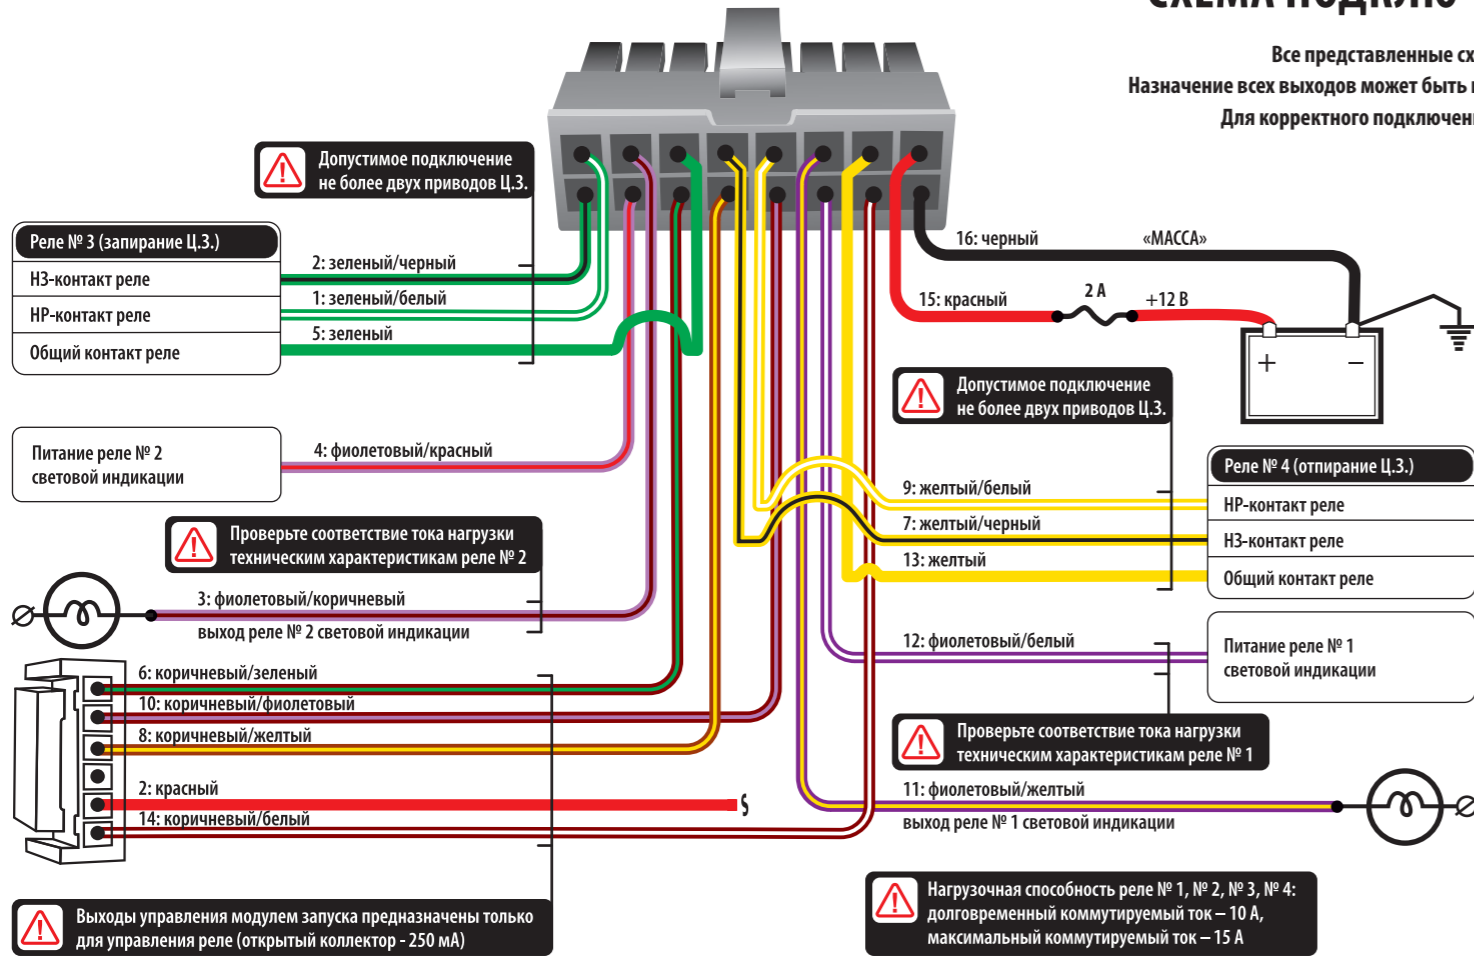 Все представленные
Назначение всех выходов может быть
Для корректного
Допустимое подключение
не более двух приводов Ц.З.
Реле № 3 (запирание Ц.З.)
НЗ-контакт реле
НР-контакт реле
Общий контакт реле
2: зеленый/черный
1: зеленый/белый
5: зеленый
16: черный
«МАССА»
15: красный
2 А
+12 В
+
−
Допустимое подключение
не более двух приводов Ц.З.
Питание реле № 2
световой индикации
4: фиолетовый/красный
Реле № 4 (отпирание Ц.З.)
НР-контакт реле
НЗ-контакт реле
Общий контакт реле
9: желтый/белый
7: желтый/черный
13: желтый
Проверьте соответствие тока нагрузки
техническим характеристикам реле № 2
3: фиолетовый/коричневый
выход реле № 2 световой индикации
12: фиолетовый/белый
Питание реле № 1
световой индикации
6: коричневый/зеленый
10: коричневый/фиолетовый
8: коричневый/желтый
2: красный
14: коричневый/белый
Проверьте соответствие тока нагрузки
техническим характеристикам реле № 1
11: фиолетовый/желтый
выход реле № 1 световой индикации
Выходы управления модулем запуска предназначены только
для управления реле (открытый коллектор - 250 мА)
Нагрузочная способность реле № 1, № 2, № 3, № 4:
долговременный коммутируемый ток – 10 А,
максимальный коммутируемый ток – 15 А